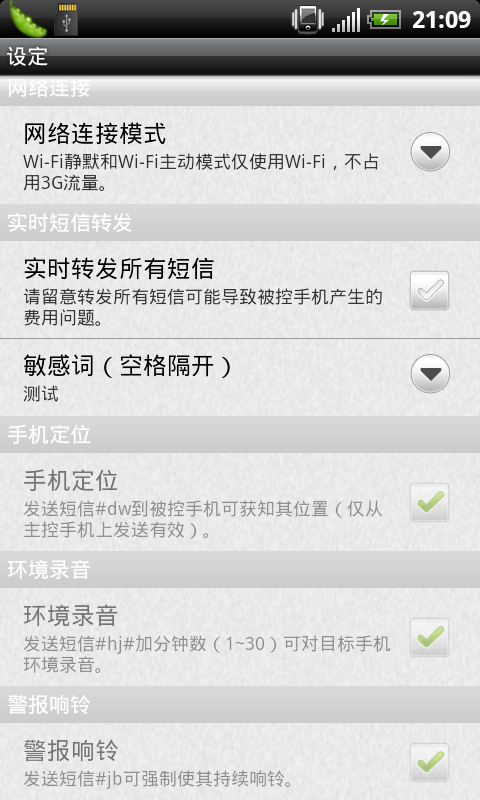 21:09
设定
网络连接
网络连接模式
Wi-Fi静默和Wi-Fi主动模式仅使用Wi-Fi，不占
用3G流量。
实时短信转发
实时转发所有短信
请留意转发所有短信可能导致被控手机产生的
费用问题。
敏感词（空格隔开）
测试
手机定位
手机定位
发送短信#dw到被控手机可获知其位置（仅从
主控手机上发送有效）。
环境录音
环境录音
发送短信#hj#加分钟数（1~30）可对目标手机
环境录音。
警报响铃
警报响铃
发送短信#jb可强制使其持续响铃。